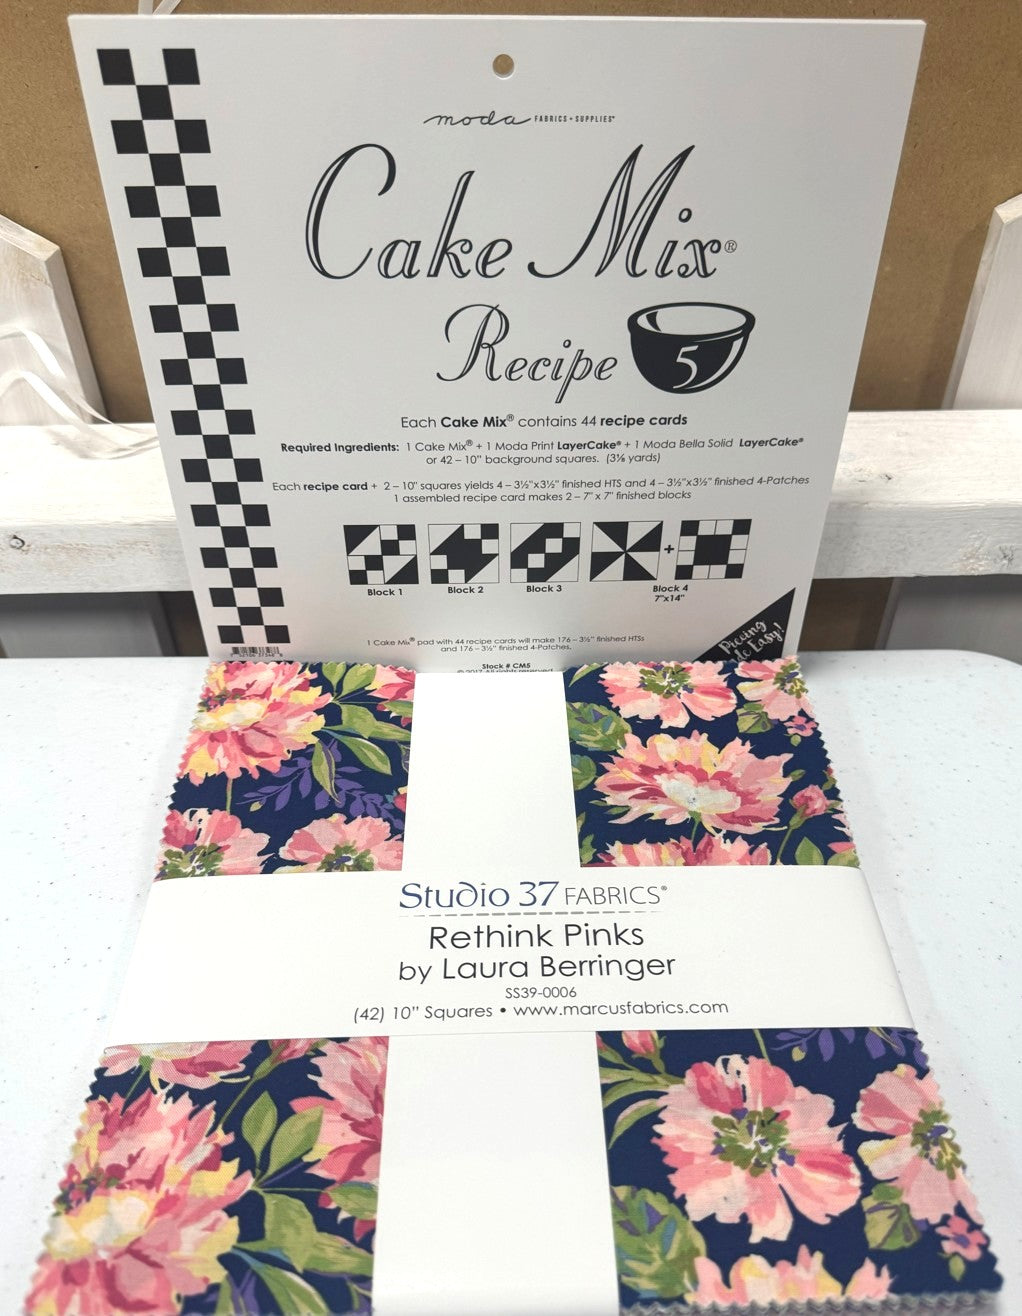 moda FABRICS + SUPPLIES®
Cake Mix®
Recipe 5
Each Cake Mix® contains 44 recipe cards
Required Ingredients: 1 Cake Mix® + 1 Moda Print LayerCake® + 1 Moda Bella Solid LayerCake®
or 42 – 10" background squares. (3⅛ yards)
Each recipe card + 2 – 10" squares yields 4 – 3½"x3½" finished HTS and 4 – 3½"x3½" finished 4-Patches
1 assembled recipe card makes 2 – 7" x 7" finished blocks
+
Block 1 Block 2 Block 3 Block 4
7"x14"
Piecing
Easy!
1 Cake Mix® pad with 44 recipe cards will make 176 – 3½" finished HTSs
and 176 – 3½" finished 4-Patches.
Stock # CM5
© 2017 All rights reserved
Studio 37 FABRICS®
Rethink Pinks
by Laura Berringer
SS39-0006
(42) 10" Squares • www.marcusfabrics.com